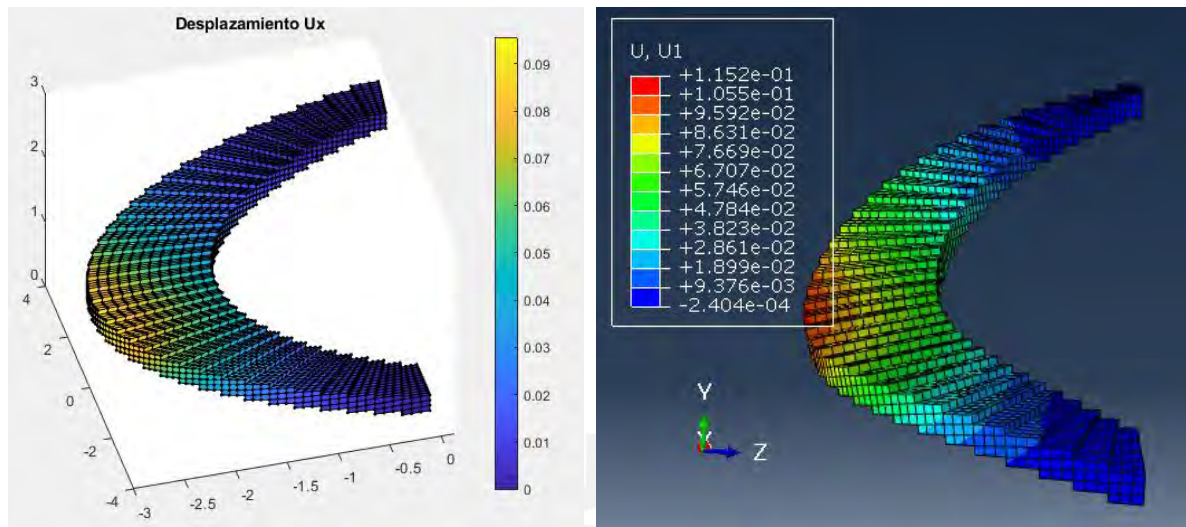 Desplazamiento Ux
3
2
1
0
4
2
0
-2
-4
-3
-2.5
-2
-1.5
-1
-0.5
0
0.09
0.08
0.07
0.06
0.05
0.04
0.03
0.02
0.01
0
U, U1
+1.152e-01
+1.055e-01
+9.592e-02
+8.631e-02
+7.669e-02
+6.707e-02
+5.746e-02
+4.784e-02
+3.823e-02
+2.861e-02
+1.899e-02
+9.376e-03
-2.404e-04
Y
Z